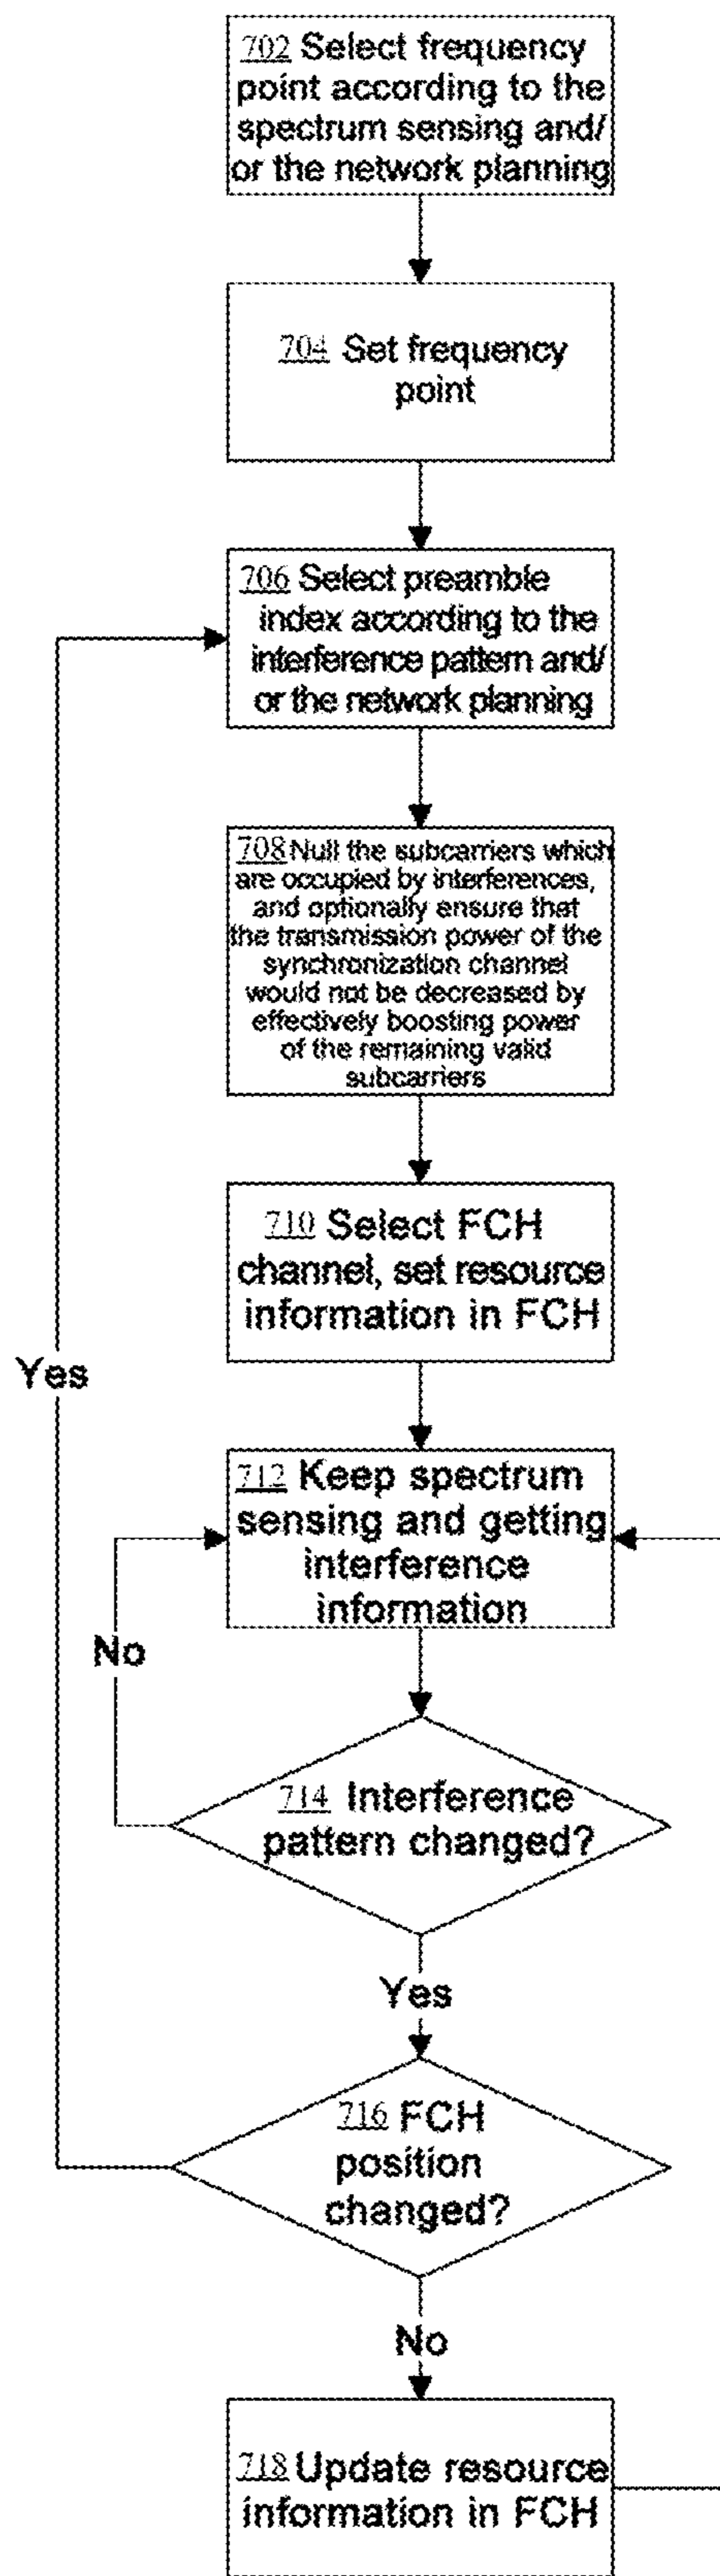 702 Select frequency
point according to the
spectrum sensing and/
or the network planning
704 Set frequency
point
706 Select preamble
index according to the
interference pattern and/
or the network planning
708 Null the subcarriers which
are occupied by interferences,
and optionally ensure that
the transmission power of the
synchronization channel
would not be decreased by
effectively boosting power
of the remaining valid
subcarriers
710 Select FCH
channel, set resource
information in FCH
Yes
712 Keep spectrum
sensing and getting
interference
information
No
714 Interference
pattern changed?
Yes
716 FCH
position
changed?
No
718 Update resource
information in FCH